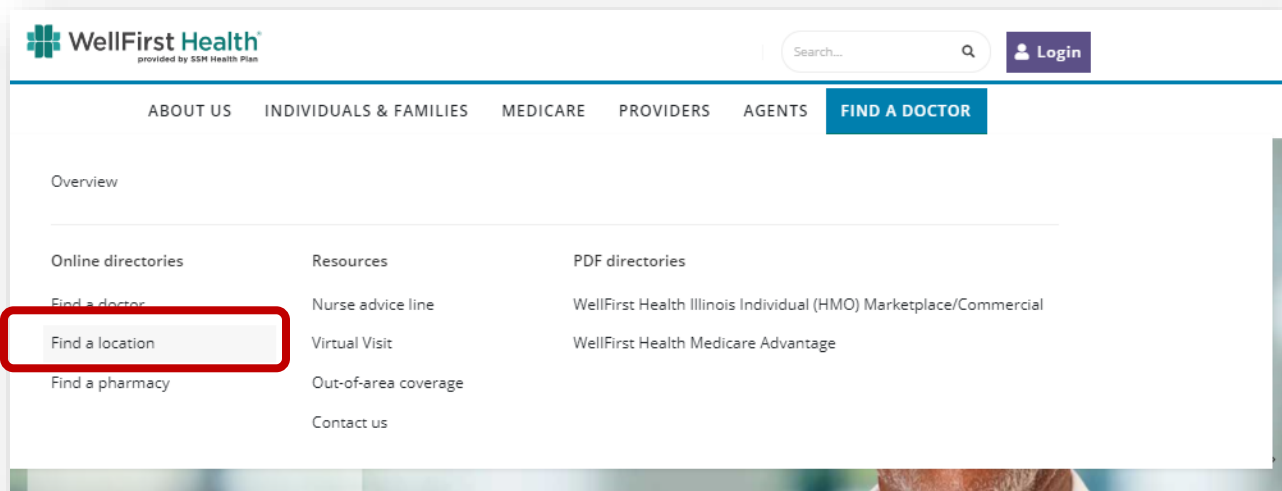 WellFirst Health®
provided by SSM Health Plan
Search...
Login
ABOUT US INDIVIDUALS & FAMILIES MEDICARE PROVIDERS AGENTS FIND A DOCTOR
Overview
Online directories
Find a doctor
Find a location
Find a pharmacy
Resources
Nurse advice line
Virtual Visit
Out-of-area coverage
Contact us
PDF directories
WellFirst Health Illinois Individual (HMO) Marketplace/Commercial
WellFirst Health Medicare Advantage